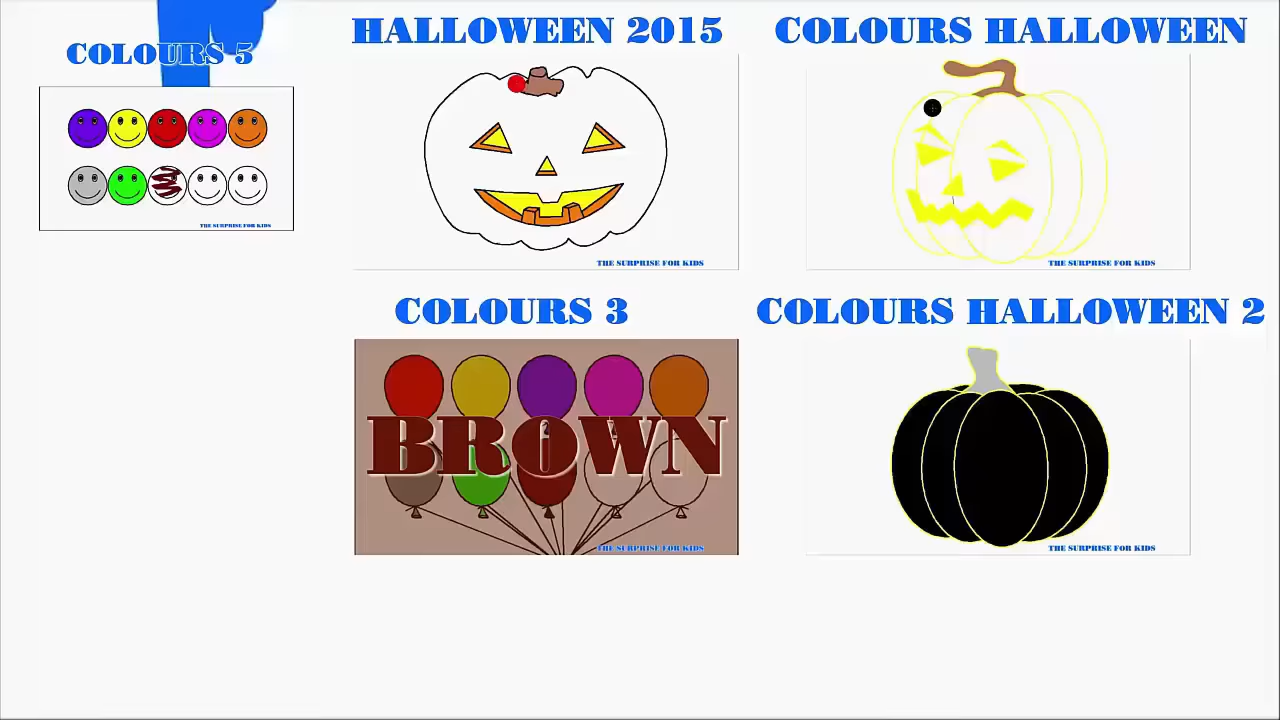 COLOURS 5
THE SURPRISE FOR KIDS
HALLOWEEN 2015
THE SURPRISE FOR KIDS
COLOURS HALLOWEEN
THE SURPRISE FOR KIDS
COLOURS 3
BROWN
THE SURPRISE FOR KIDS
COLOURS HALLOWEEN 2
THE SURPRISE FOR KIDS